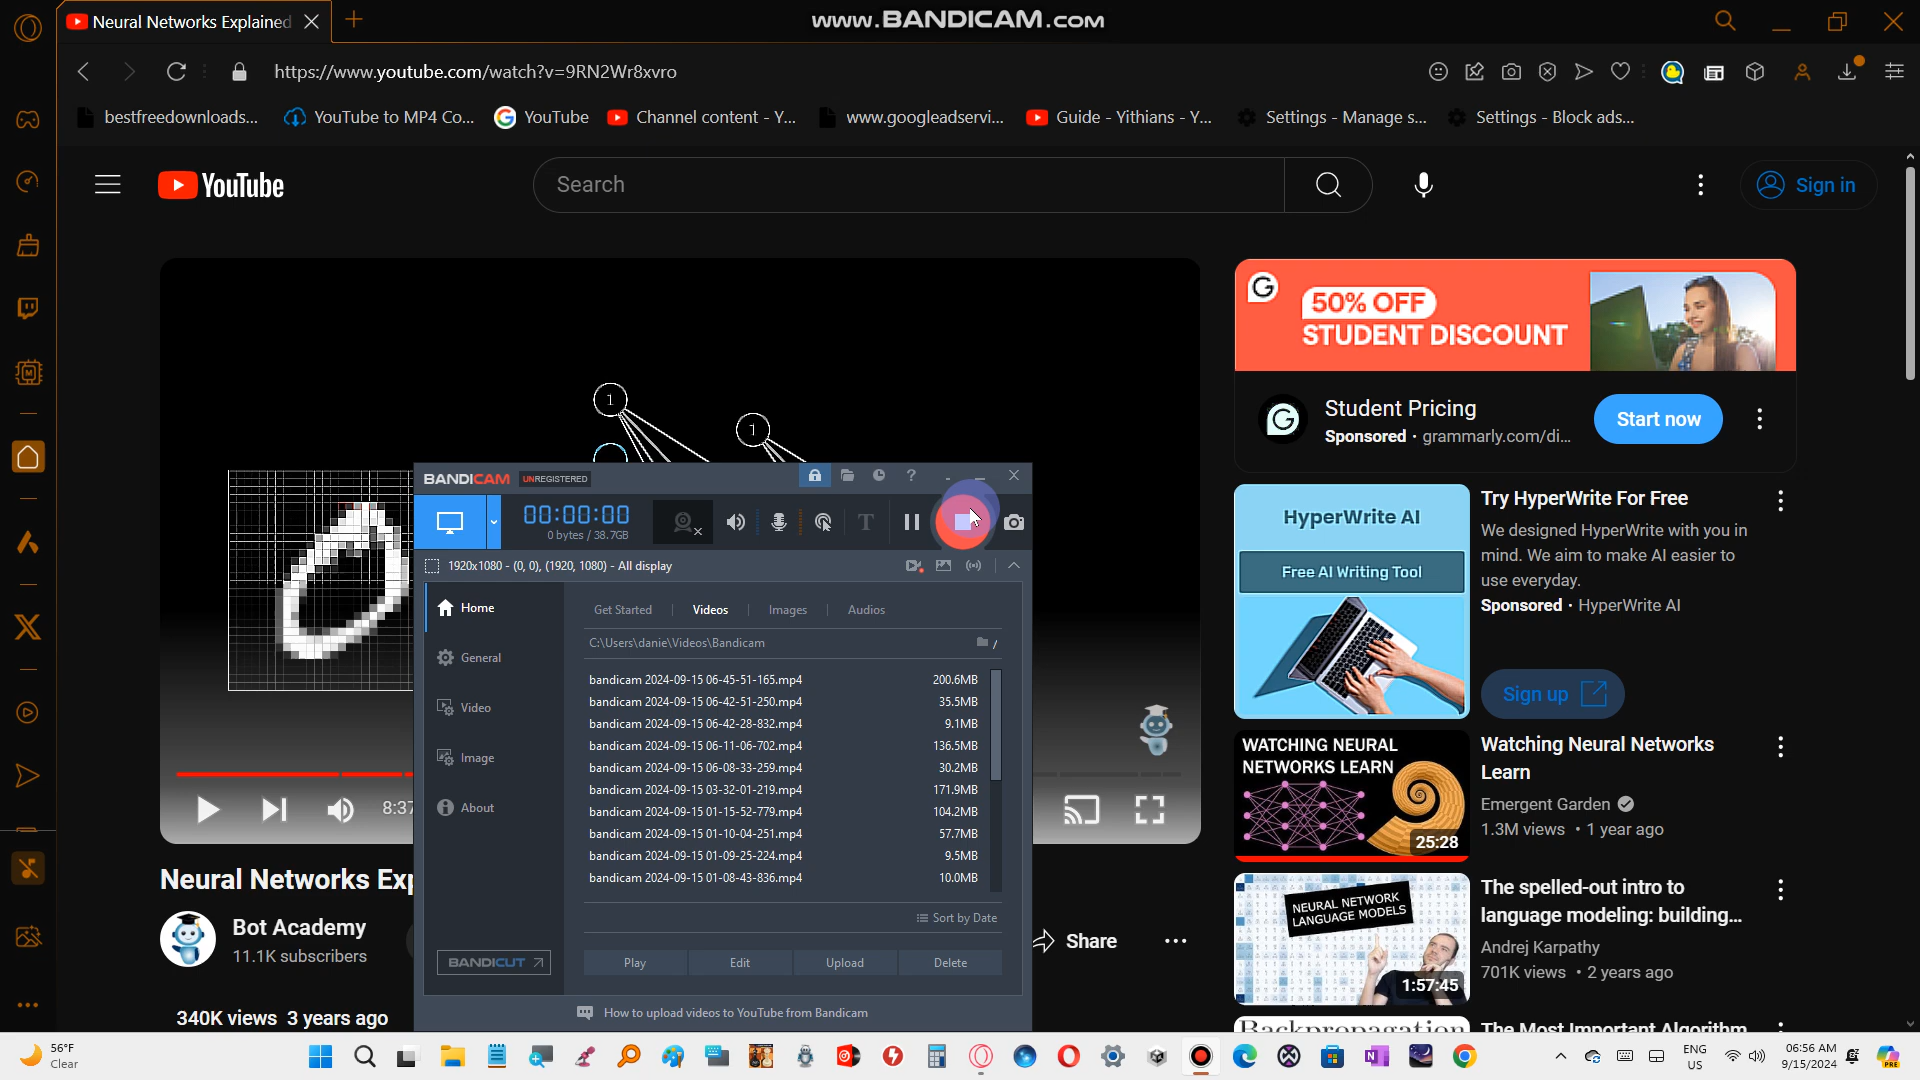 Neural Networks Explained
www.BANDICAM.com
https://www.youtube.com/watch?v=9RN2Wr8xvro
bestfreedownloads...
YouTube to MP4 Co...
YouTube
Channel content - Y...
www.googleadservi...
Guide - Yithians - Y...
Settings - Manage s...
Settings - Block ads...
YouTube
Search
Sign in
50% OFF
STUDENT DISCOUNT
Student Pricing
Sponsored · grammarly.com/di...
Start now
1
1
BANDICAM UNREGISTERED
00:00:00
0 bytes / 38.7GB
1920x1080 - (0, 0), (1920, 1080) - All display
Home
General
Video
Image
About
BANDICUT
Get Started
Videos
Images
Audios
C:\Users\danie\Videos\Bandicam
bandicam 2024-09-15 06-45-51-165.mp4 200.6MB
bandicam 2024-09-15 06-42-51-250.mp4 35.5MB
bandicam 2024-09-15 06-42-28-832.mp4 9.1MB
bandicam 2024-09-15 06-11-06-702.mp4 136.5MB
bandicam 2024-09-15 06-08-33-259.mp4 30.2MB
bandicam 2024-09-15 03-32-01-219.mp4 171.9MB
bandicam 2024-09-15 01-15-52-779.mp4 104.2MB
bandicam 2024-09-15 01-10-04-251.mp4 57.7MB
bandicam 2024-09-15 01-09-25-224.mp4 9.5MB
bandicam 2024-09-15 01-08-43-836.mp4 10.0MB
Sort by Date
Play
Edit
Upload
Delete
How to upload videos to YouTube from Bandicam
8:37
Neural Networks Exp
Bot Academy
11.1K subscribers
Share
340K views 3 years ago
HyperWrite AI
Free AI Writing Tool
Try HyperWrite For Free
We designed HyperWrite with you in
mind. We aim to make AI easier to
use everyday.
Sponsored · HyperWrite AI
Sign up
WATCHING NEURAL
NETWORKS LEARN
25:28
Watching Neural Networks
Learn
Emergent Garden
1.3M views • 1 year ago
NEURAL NETWORK
LANGUAGE MODELS
1:57:45
The spelled-out intro to
language modeling: building...
Andrej Karpathy
701K views • 2 years ago
Backpropagation
The Most Important Algorithm
56°F
Clear
ENG
US
06:56 AM
9/15/2024
PRE